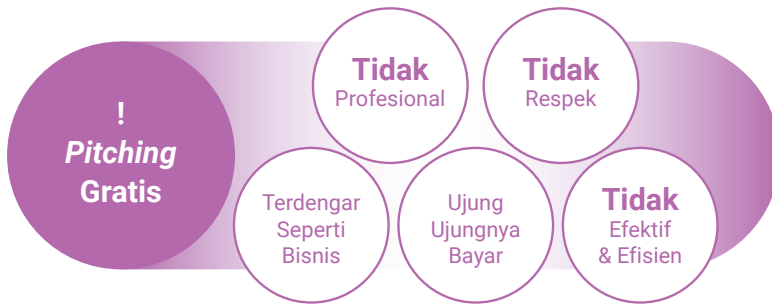 !
Pitching
Gratis
Tidak
Profesional
Tidak
Respek
Terdengar
Seperti
Bisnis
Ujung
Ujungnya
Bayar
Tidak
Efektif
& Efisien